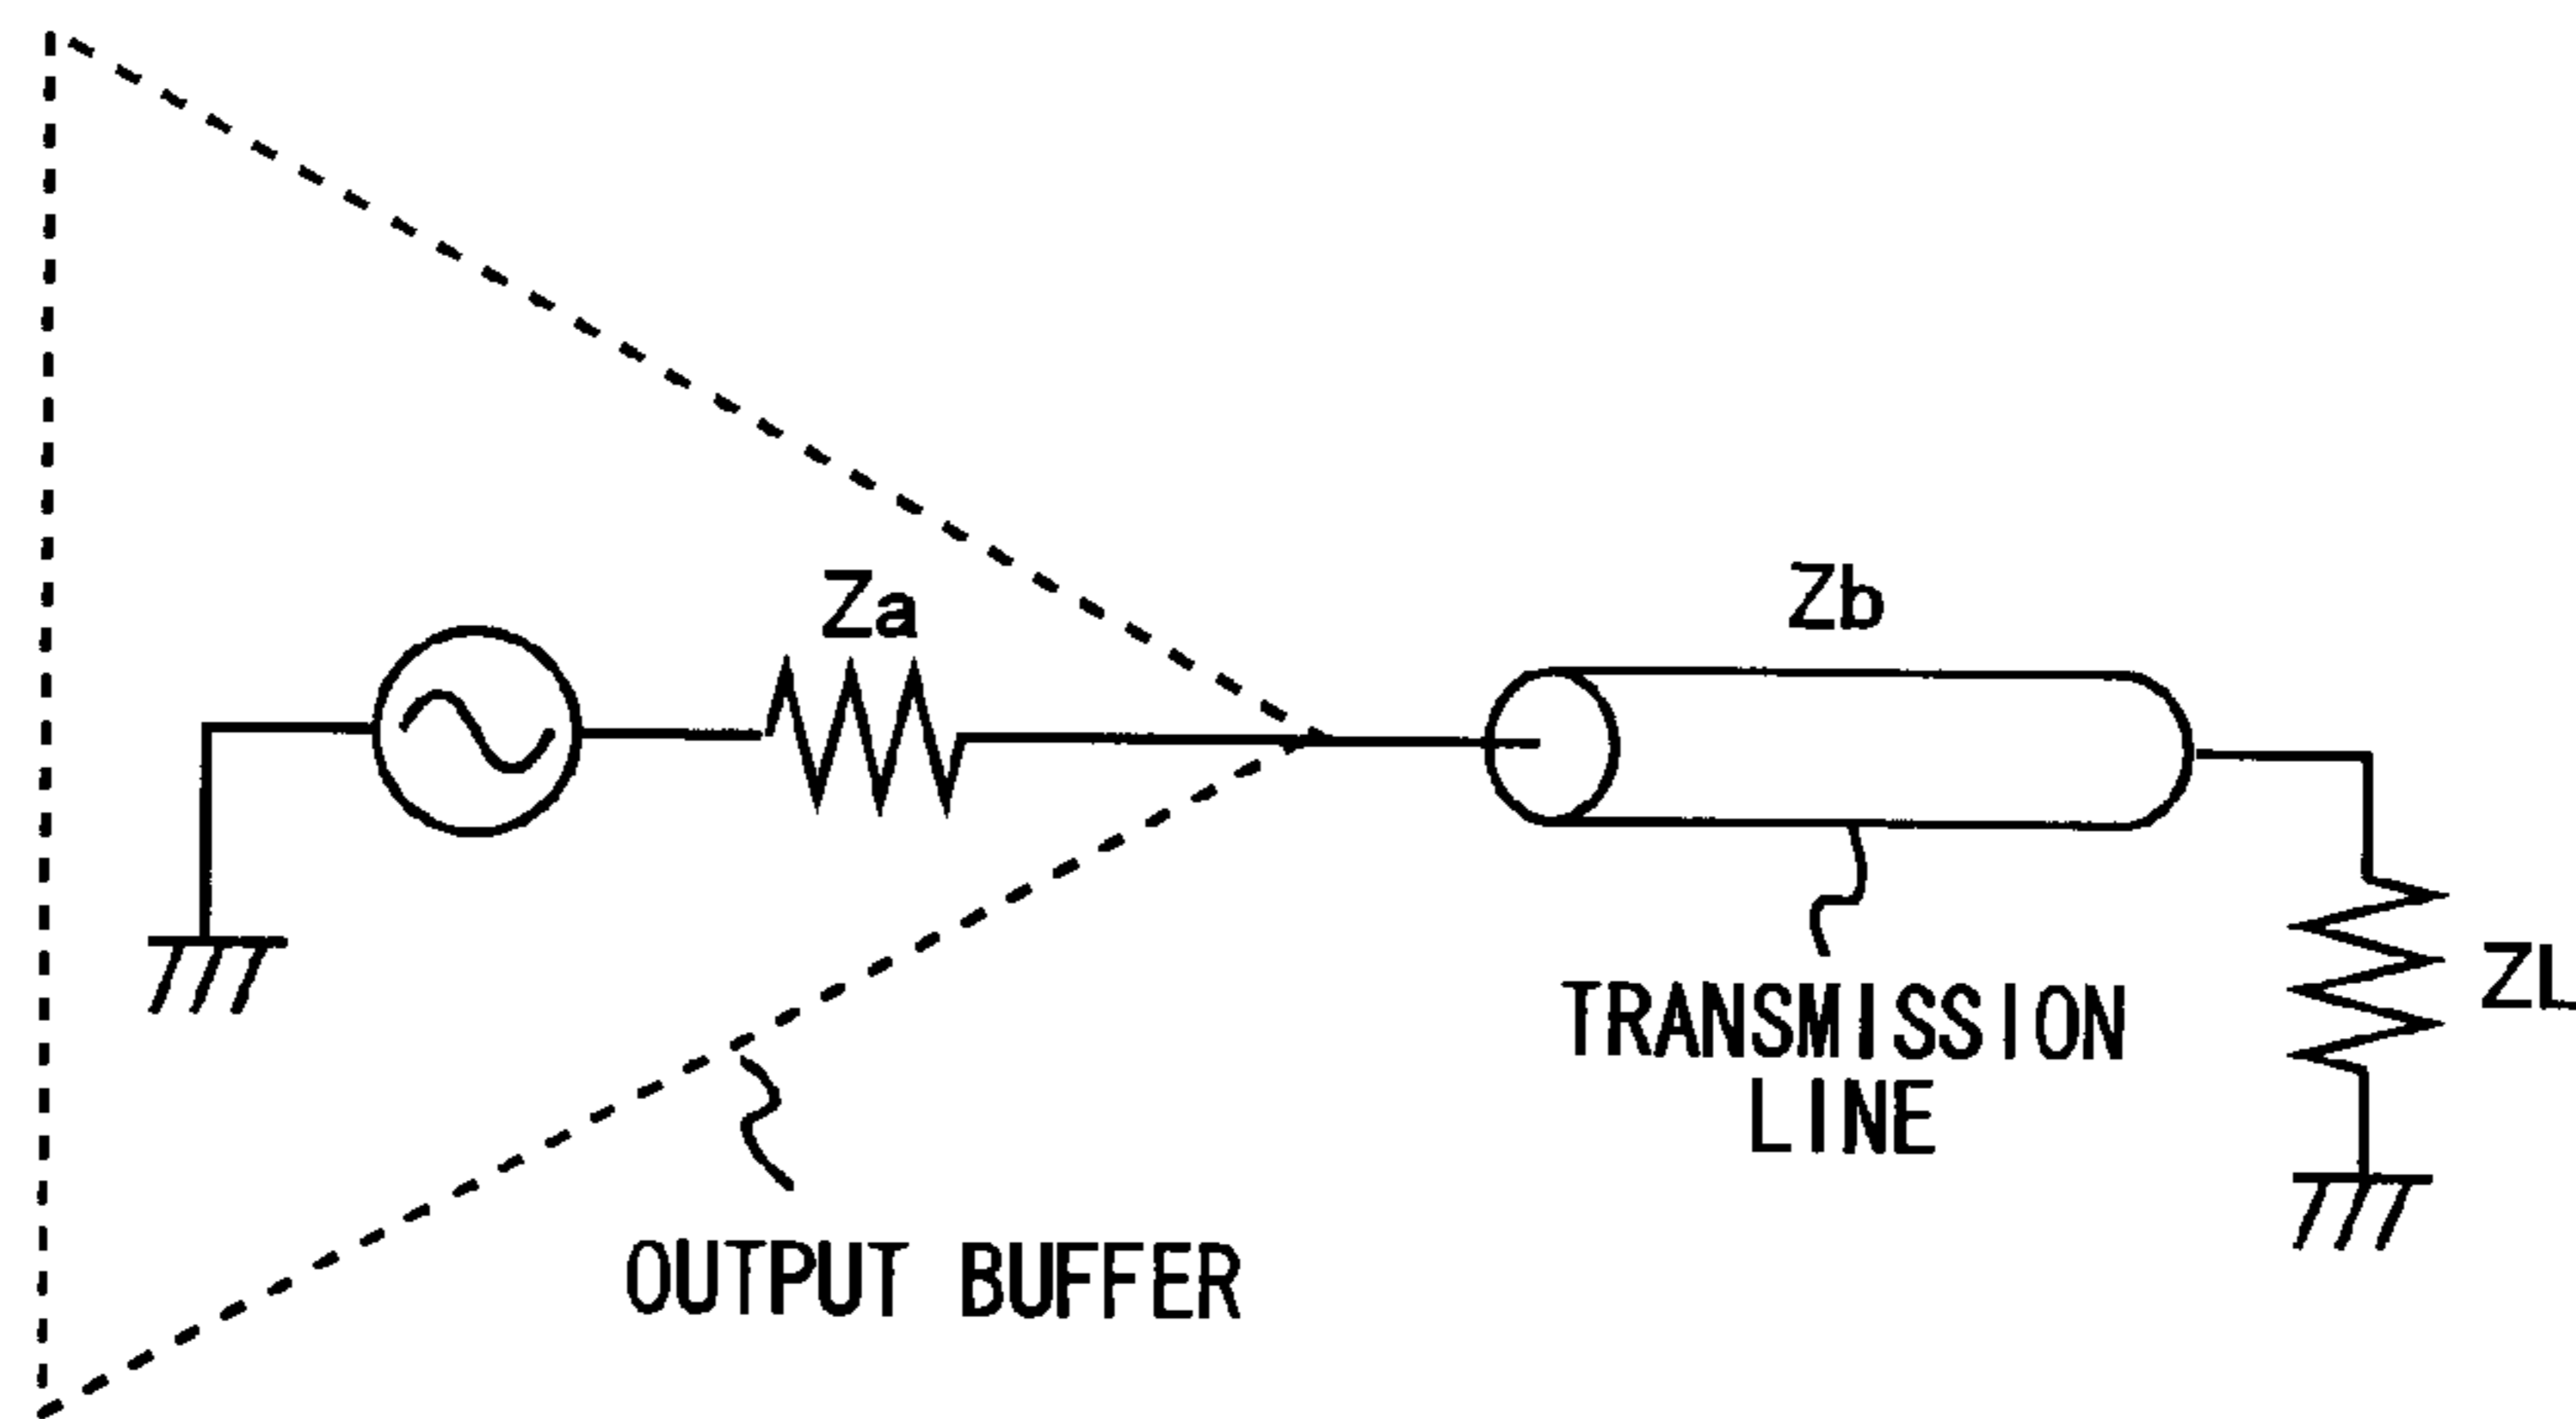 Za
Zb
ZL
TRANSMISSION
LINE
OUTPUT BUFFER